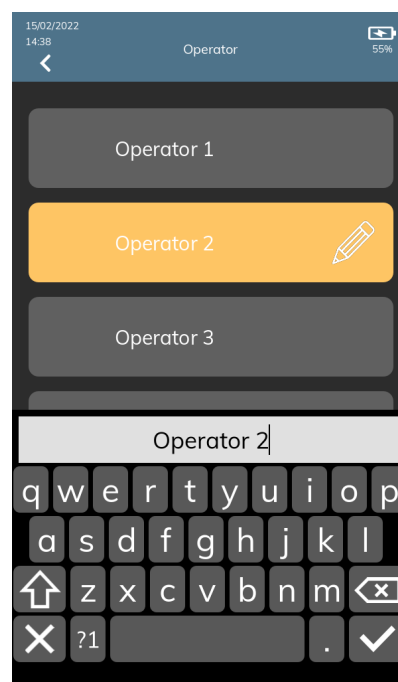 15/02/2022
14:38
Operator
55%
Operator 1
Operator 2
Operator 3
Operator 2
q w e r t y u i o p
a s d f g h j k l
z x c v b n m
?1 .